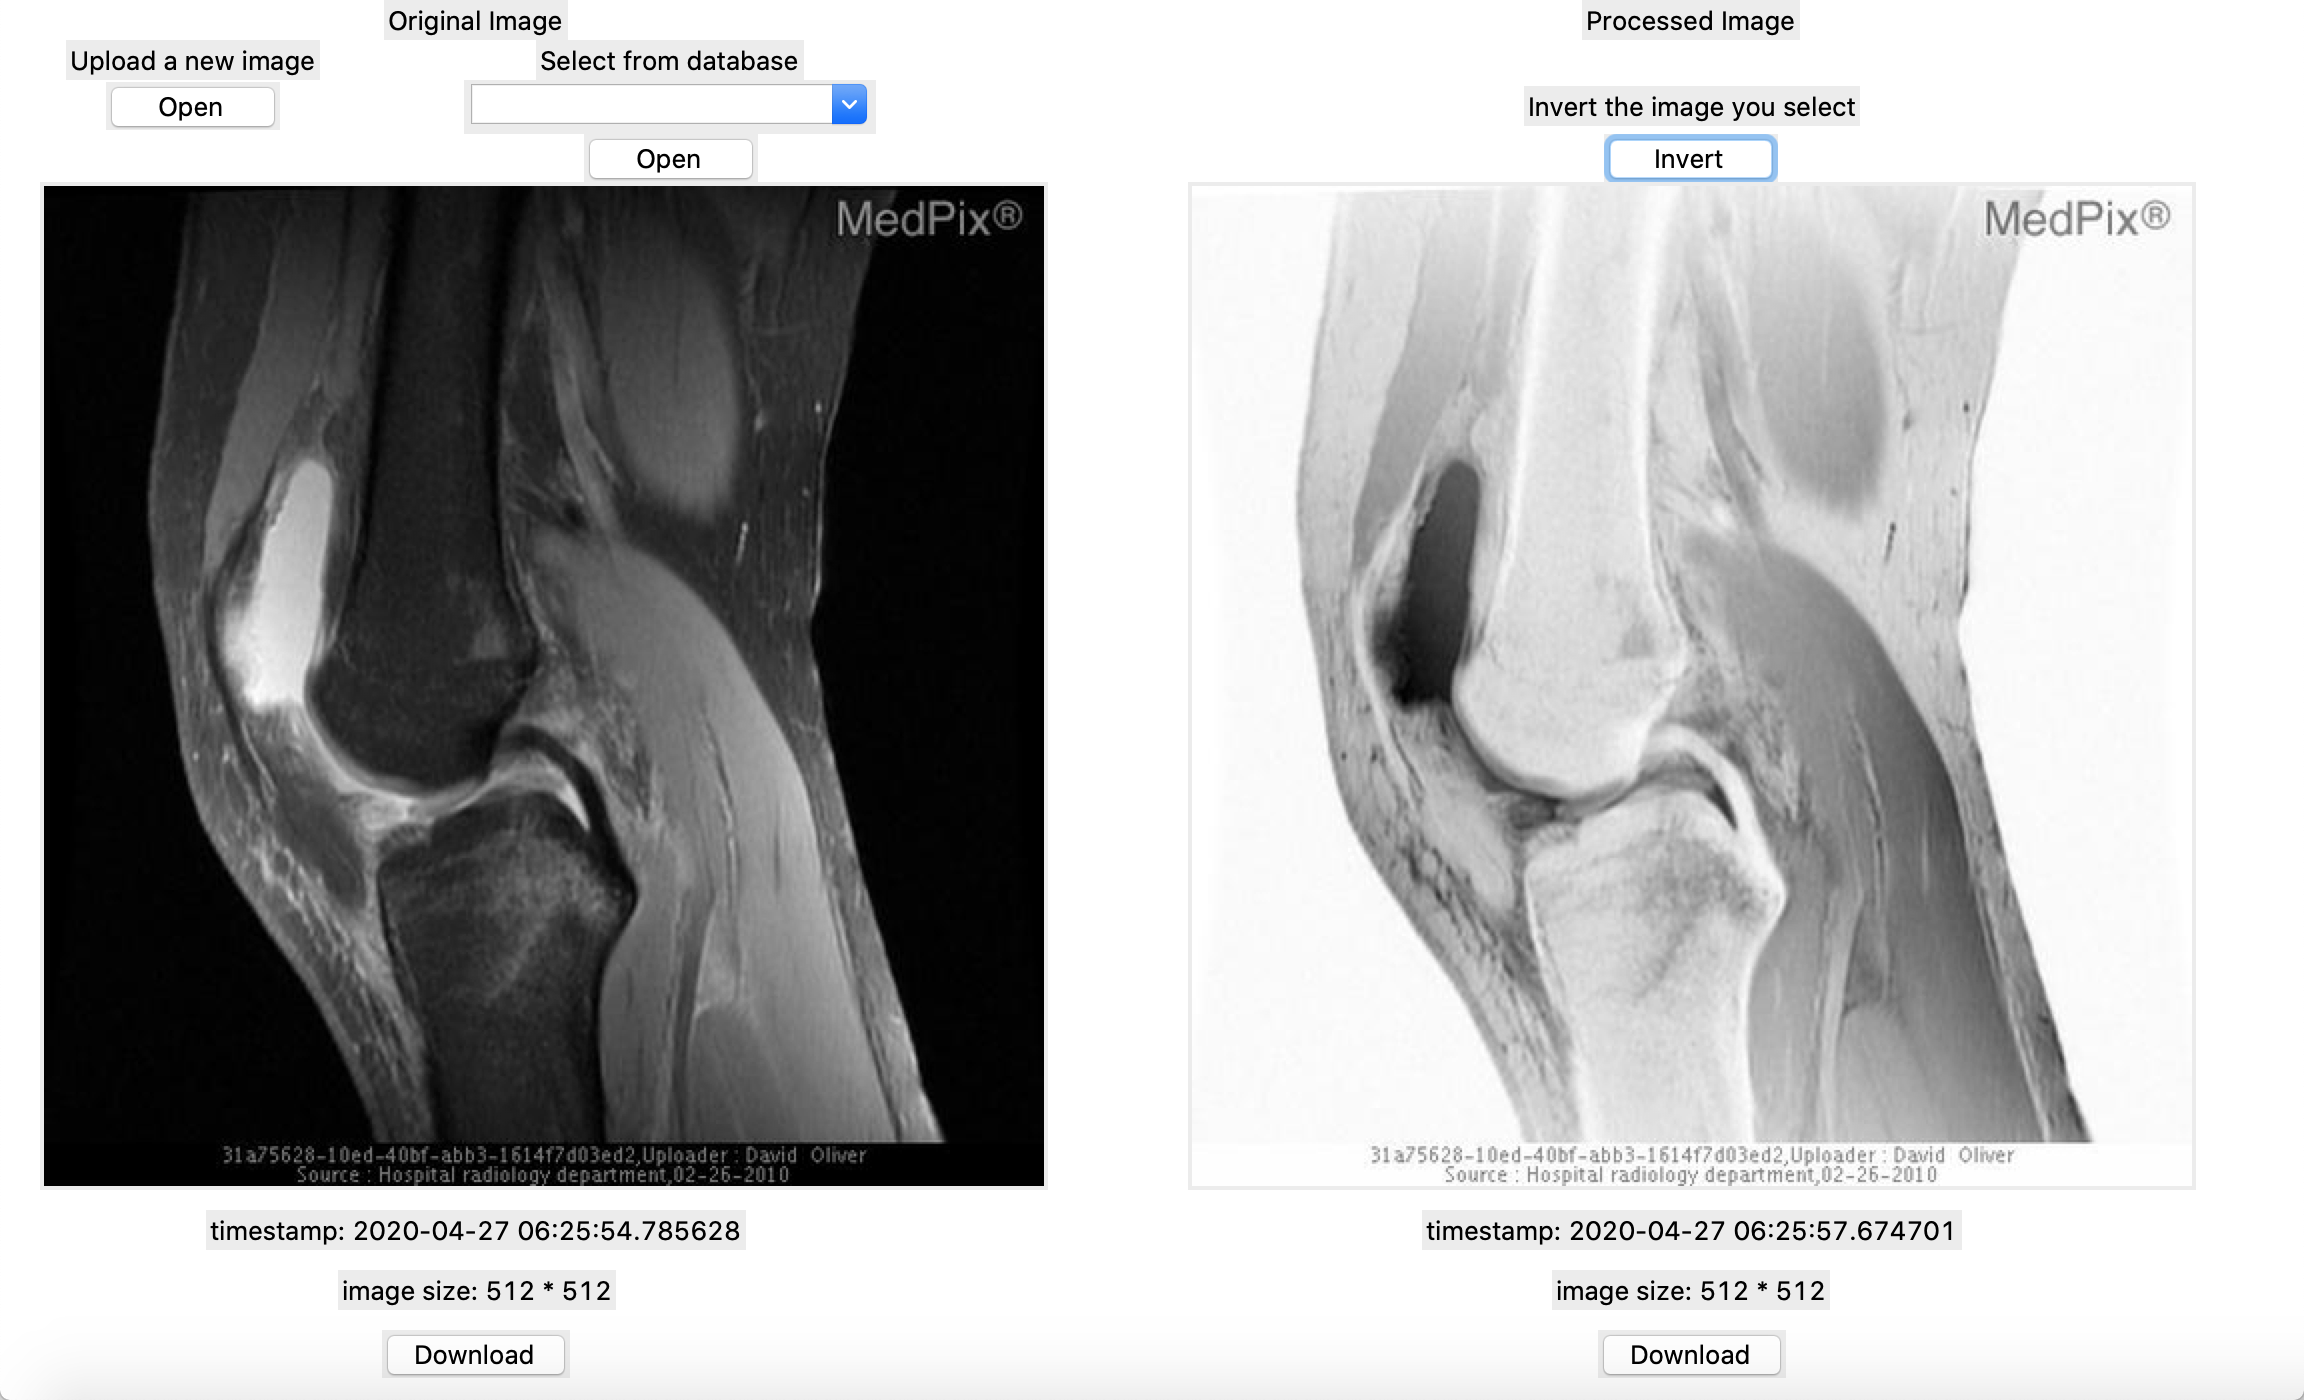 Original Image
Upload a new image
Select from database
Open
Open
MedPix®
31a75628-10ed-40bf-abb3-1614f7d03ed2,Uploader : David Oliver
Source : Hospital radiology department,02-26-2010
timestamp: 2020-04-27 06:25:54.785628
image size: 512 * 512
Download
Processed Image
Invert the image you select
Invert
MedPix®
31a75628-10ed-40bf-abb3-1614f7d03ed2,Uploader : David Oliver
Source : Hospital radiology department,02-26-2010
timestamp: 2020-04-27 06:25:57.674701
image size: 512 * 512
Download